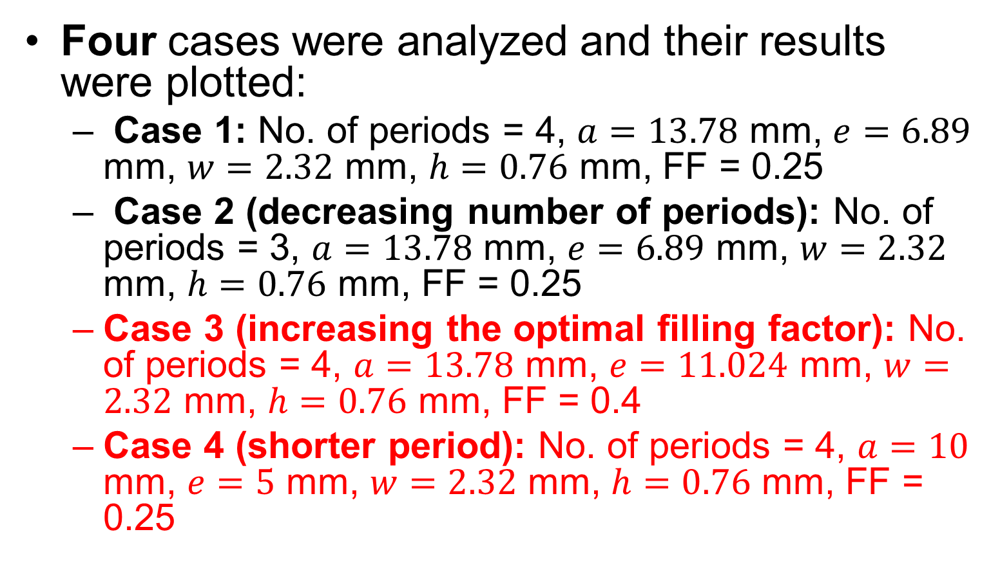 • Four cases were analyzed and their results
were plotted:
– Case 1: No. of periods = 4, a = 13.78 mm, e = 6.89
mm, w = 2.32 mm, h = 0.76 mm, FF = 0.25
– Case 2 (decreasing number of periods): No. of
periods = 3, a = 13.78 mm, e = 6.89 mm, w = 2.32
mm, h = 0.76 mm, FF = 0.25
– Case 3 (increasing the optimal filling factor): No.
of periods = 4, a = 13.78 mm, e = 11.024 mm, w =
2.32 mm, h = 0.76 mm, FF = 0.4
– Case 4 (shorter period): No. of periods = 4, a = 10
mm, e = 5 mm, w = 2.32 mm, h = 0.76 mm, FF =
0.25